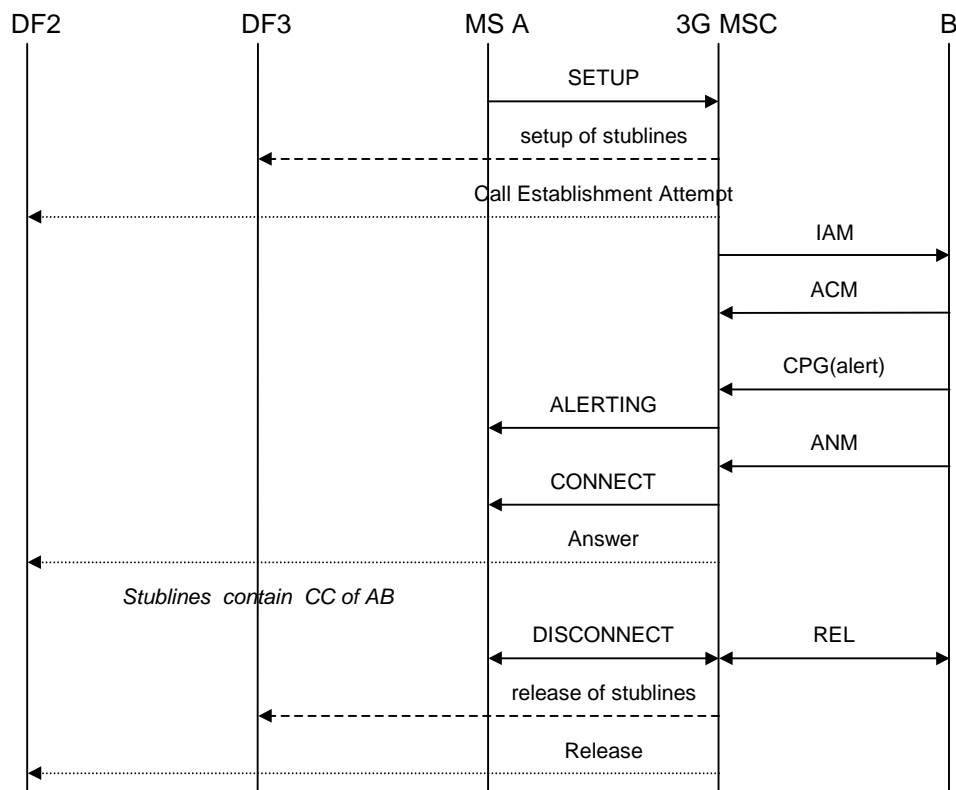 DF2 DF3 MS A 3G MSC B
SETUP
setup of stublines
Call Establishment Attempt
IAM
ACM
CPG(alert)
ALERTING
ANM
CONNECT
Answer
Stublines contain CC of AB
DISCONNECT REL
release of stublines
Release